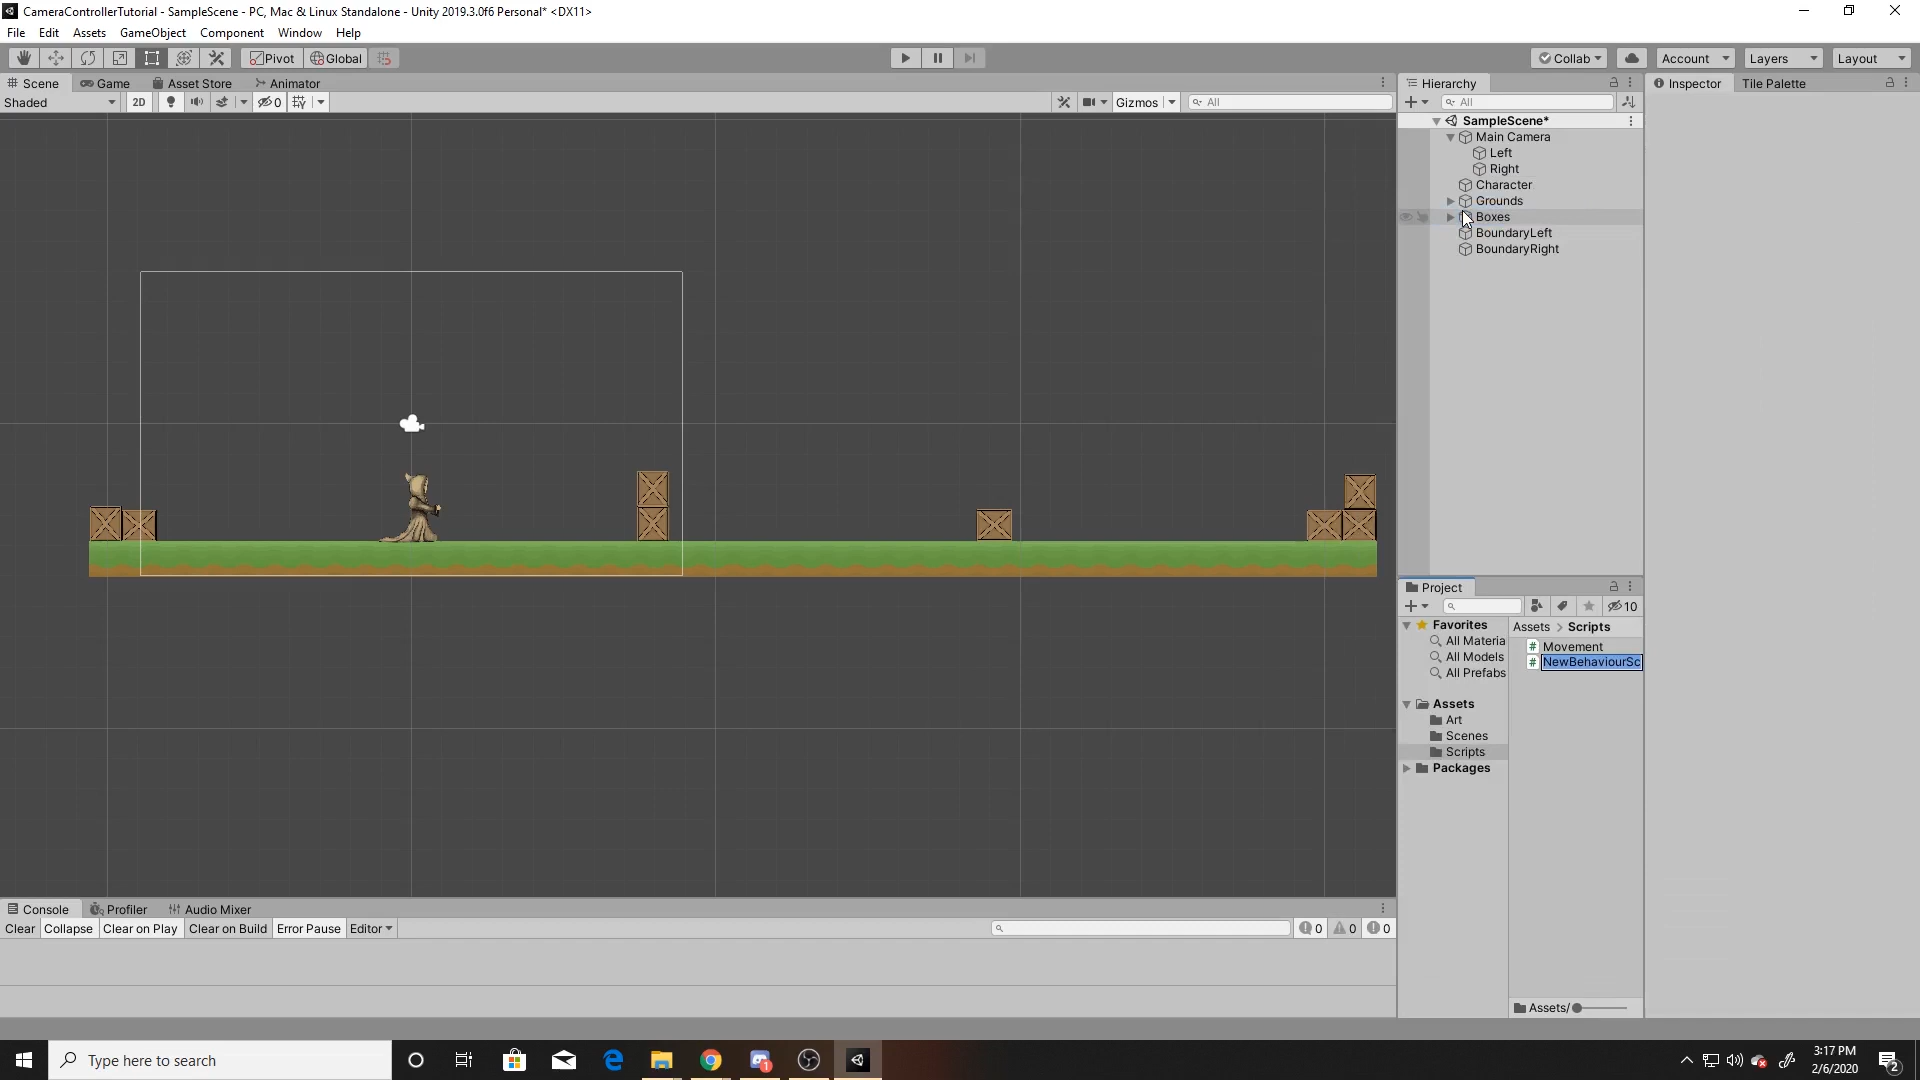 CameraControllerTutorial - SampleScene - PC, Mac & Linux Standalone - Unity 2019.3.0f6 Personal* <DX11>
File Edit Assets GameObject Component Window Help
Pivot Global Collab Account Layers Layout
Scene Game Asset Store Animator
Shaded 2D 0 Gizmos All
Hierarchy
All
SampleScene*
Main Camera
Left
Right
Character
Grounds
Boxes
BoundaryLeft
BoundaryRight
Inspector Tile Palette
Project
10
Favorites
All Materia
All Models
All Prefabs
Assets
Art
Scenes
Scripts
Packages
Assets > Scripts
Movement
NewBehaviourSc
Assets/
Console Profiler Audio Mixer
Clear Collapse Clear on Play Clear on Build Error Pause Editor 0 0 0
Type here to search
1
3:17 PM
2/6/2020
2